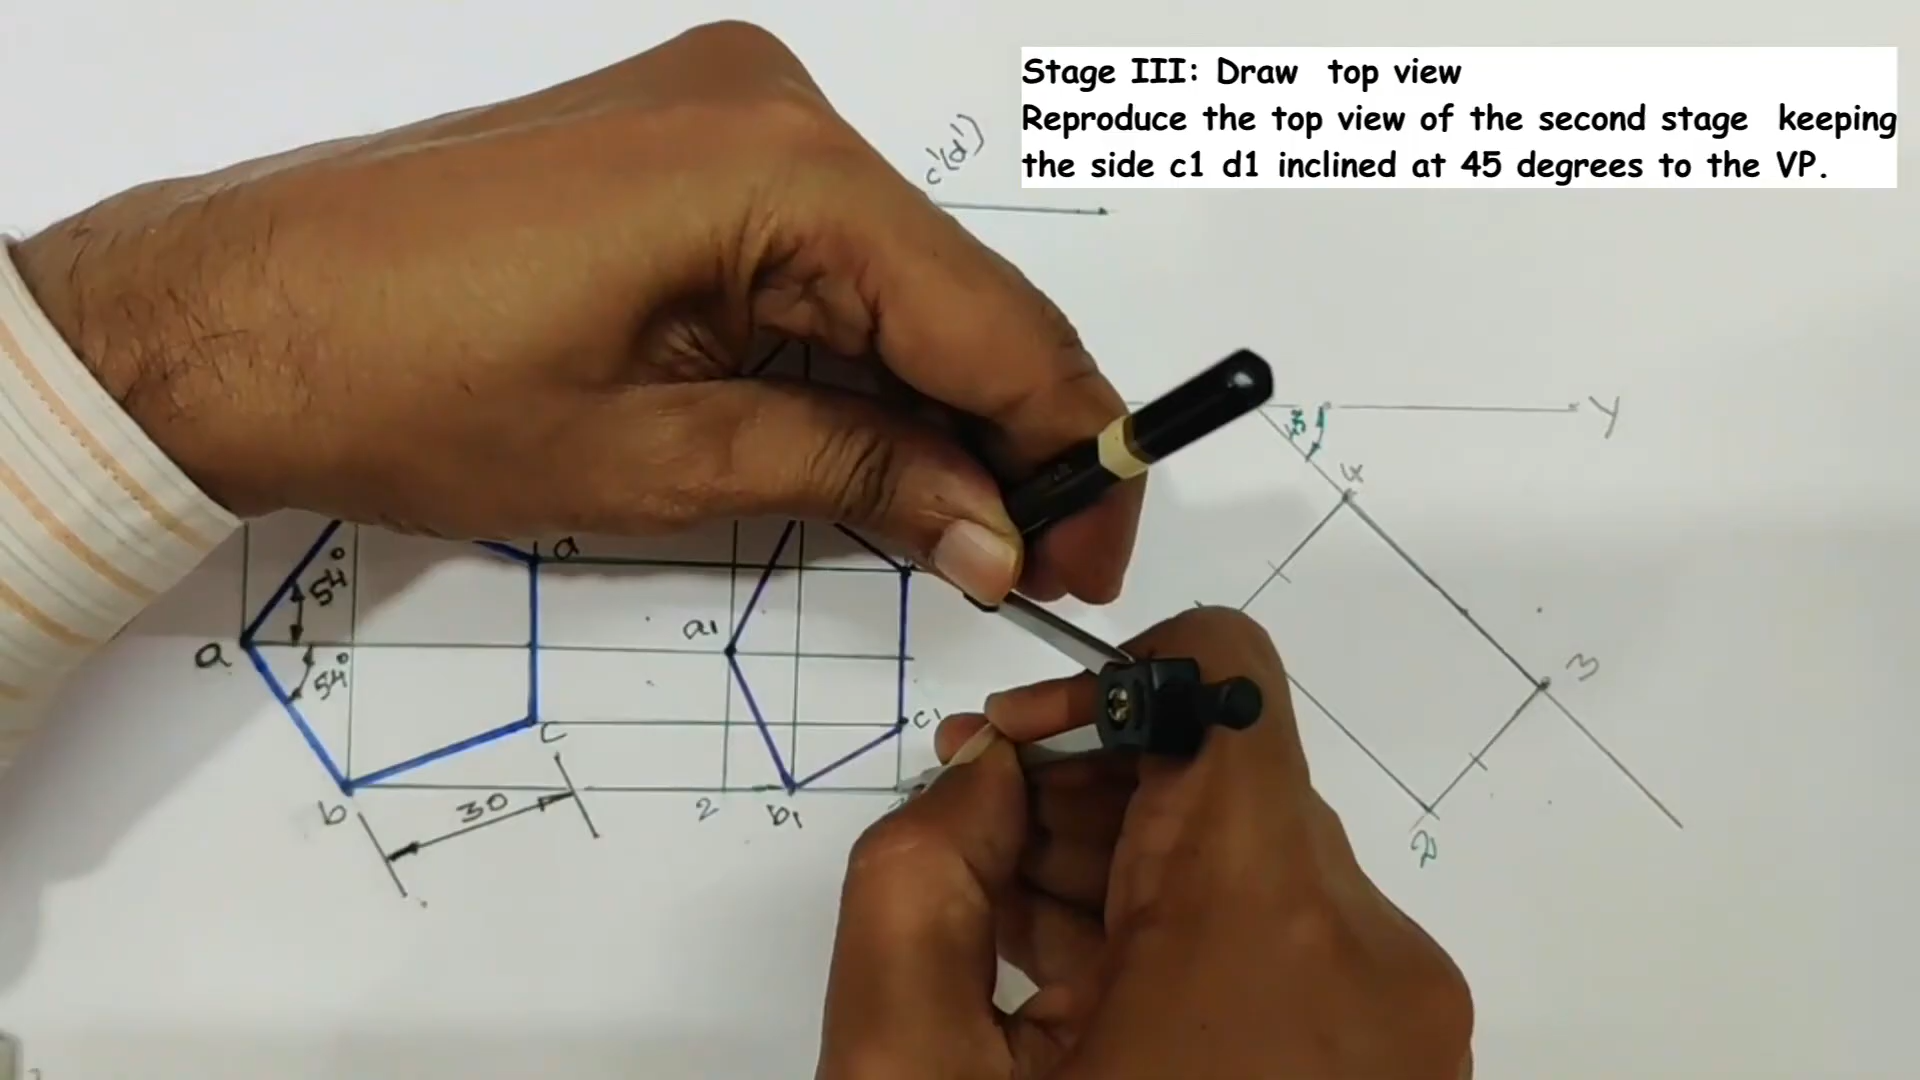 Stage III: Draw top view
Reproduce the top view of the second stage keeping
the side c1 d1 inclined at 45 degrees to the VP.
c'(d')
Y
45°
4
a
54°
a1
a
54°
3
c1
c
b
30
2
b1
2